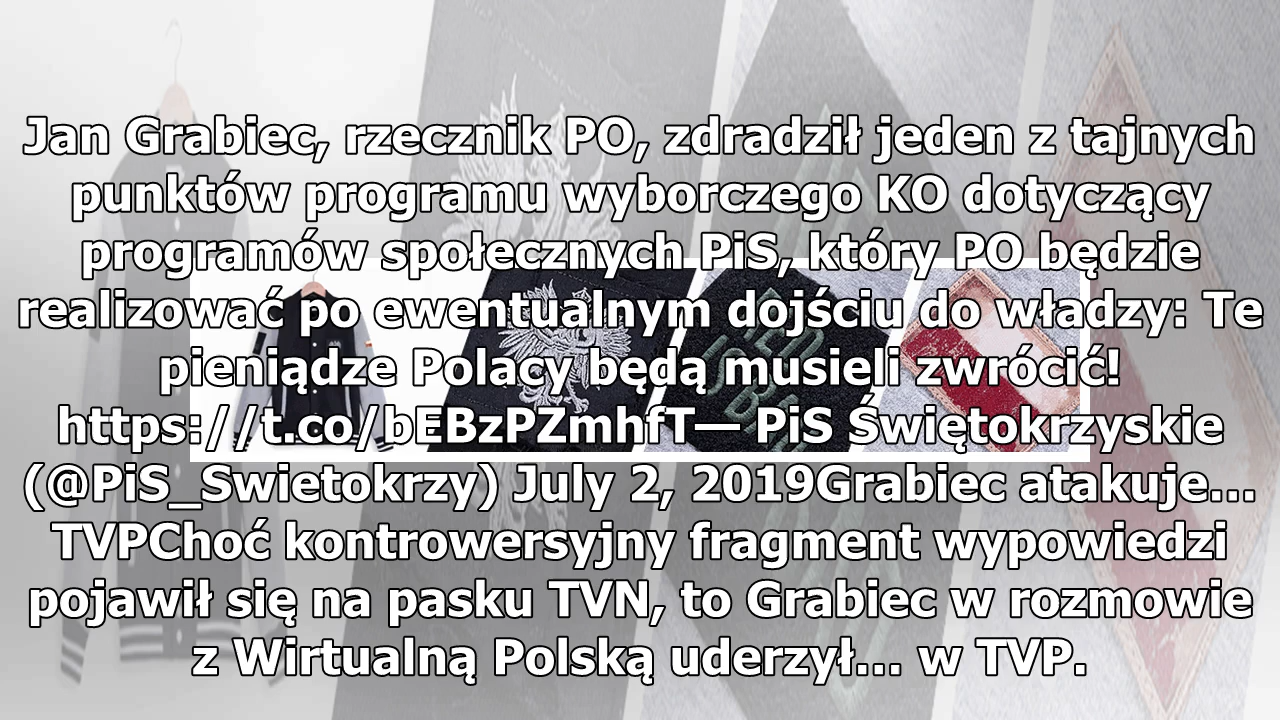 Jan Grabiec, rzecznik PO, zdradził jeden z tajnych
punktów programu wyborczego KO dotyczący
programów społecznych PiS, który PO będzie
realizować po ewentualnym dojściu do władzy: Te
pieniądze Polacy będą musieli zwrócić!
https://t.co/bEBzPZmhfT— PiS Świętokrzyskie
(@PiS_Swietokrzy) July 2, 2019Grabiec atakuje...
TVPChoć kontrowersyjny fragment wypowiedzi
pojawił się na pasku TVN, to Grabiec w rozmowie
z Wirtualną Polską uderzył... w TVP.